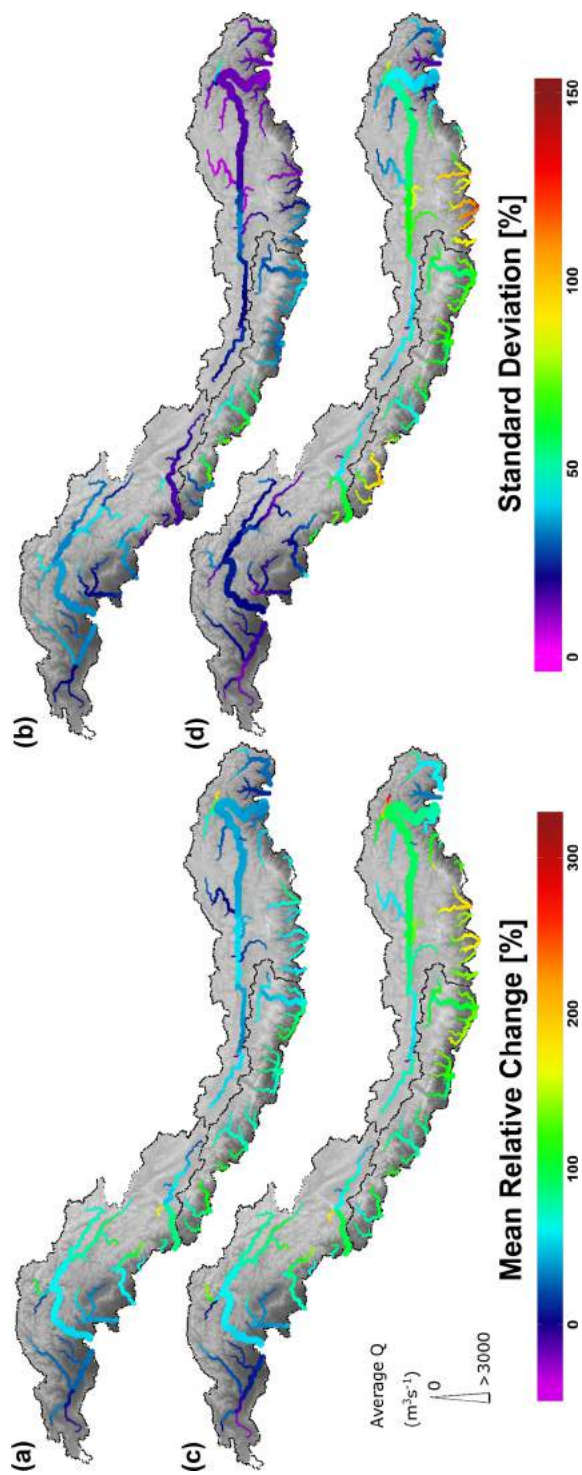 (a)
(b)
(c)
(d)
Average Q
(m³s⁻¹)
0
>3000
0
100
200
300
Mean Relative Change [%]
0
50
100
150
Standard Deviation [%]